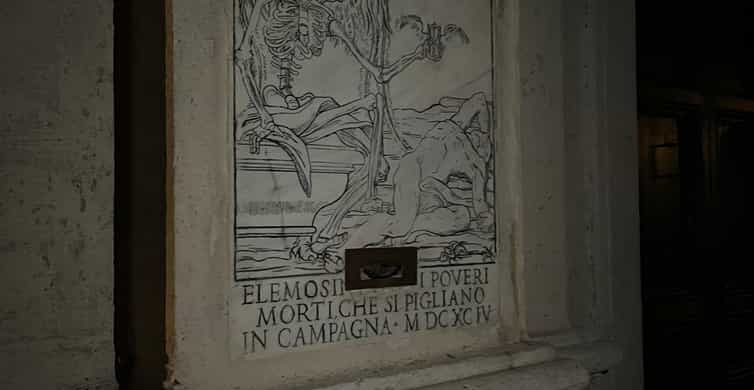 ELEMOSI I POVERI
MORTI.CHE SI PIGLIANO
IN CAMPAGNA · MDCXCIV